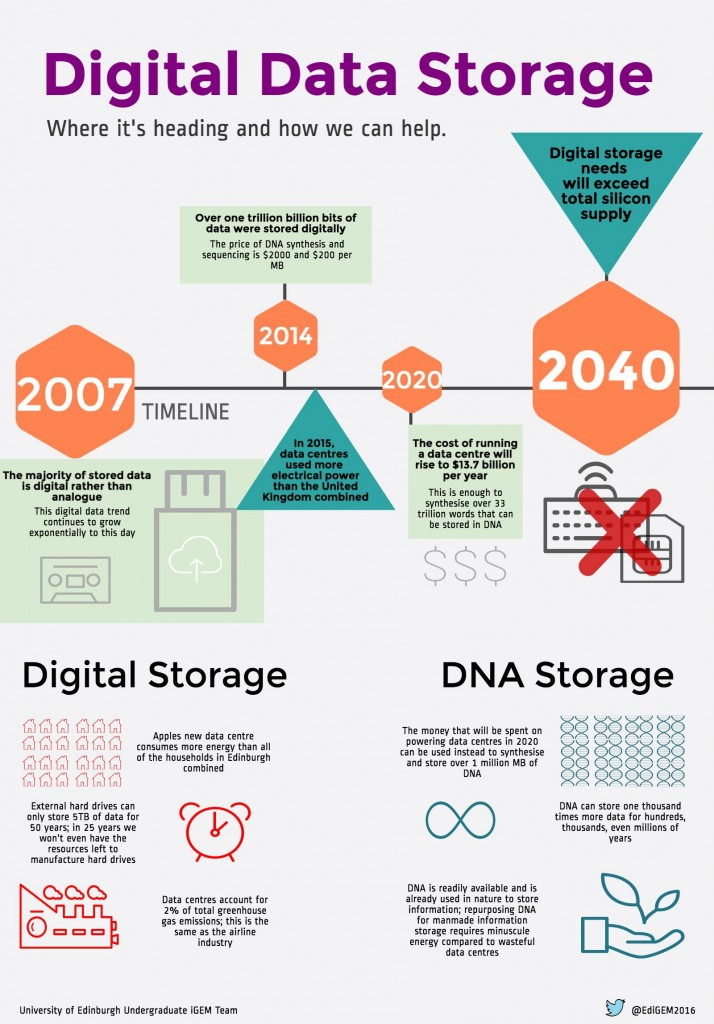 Digital Data Storage
Where it's heading and how we can help.
Digital storage
needs
will exceed
total silicon
supply
Over one trillion billion bits of
data were stored digitally
The price of DNA synthesis and
sequencing is $2000 and $200 per
MB
2014
2040
2020
2007
TIMELINE
In 2015,
data centres
used more
electrical power
than the United
Kingdom combined
The cost of running
a data centre will
rise to $13.7 billion
per year
This is enough to
synthesise over 33
trillion words that can
be stored in DNA
The majority of stored data
is digital rather than
analogue
This digital data trend
continues to grow
exponentially to this day
$$$
Digital Storage
Apples new data centre
consumes more energy than all
of the households in Edinburgh
combined
External hard drives can
only store 5TB of data for
50 years; in 25 years we
won't even have the
resources left to
manufacture hard drives
Data centres account for
2% of total greenhouse
gas emissions; this is the
same as the airline
industry
DNA Storage
The money that will be spent on
powering data centres in 2020
can be used instead to synthesise
and store over 1 million MB of
DNA
DNA can store one thousand
times more data for hundreds,
thousands, even millions of
years
DNA is readily available and is
already used in nature to store
information; repurposing DNA
for manmade information
storage requires minuscule
energy compared to wasteful
data centres
University of Edinburgh Undergraduate iGEM Team
@EdiGEM2016